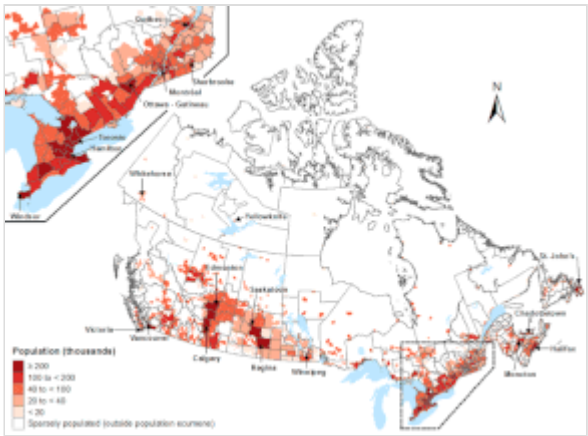 Québec
Sherbrooke
Montréal
Ottawa - Gatineau
Toronto
Hamilton
Windsor
N
Whitehorse
Yellowknife
Edmonton
Saskatoon
Victoria
Vancouver
Calgary
Regina
Winnipeg
St. John's
Charlottetown
Halifax
Moncton
Population (thousands)
≥ 200
100 to < 200
40 to < 100
20 to < 40
< 20
Sparsely populated (outside population ecumene)